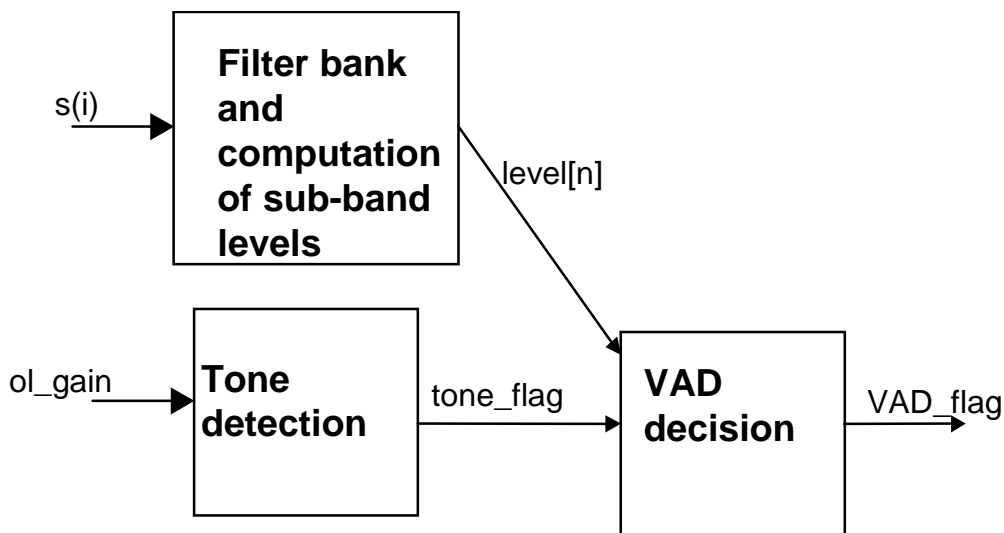 s(i)
Filter bank
and
computation
of sub-band
levels
level[n]
ol_gain
Tone
detection
tone_flag
VAD
decision
VAD_flag